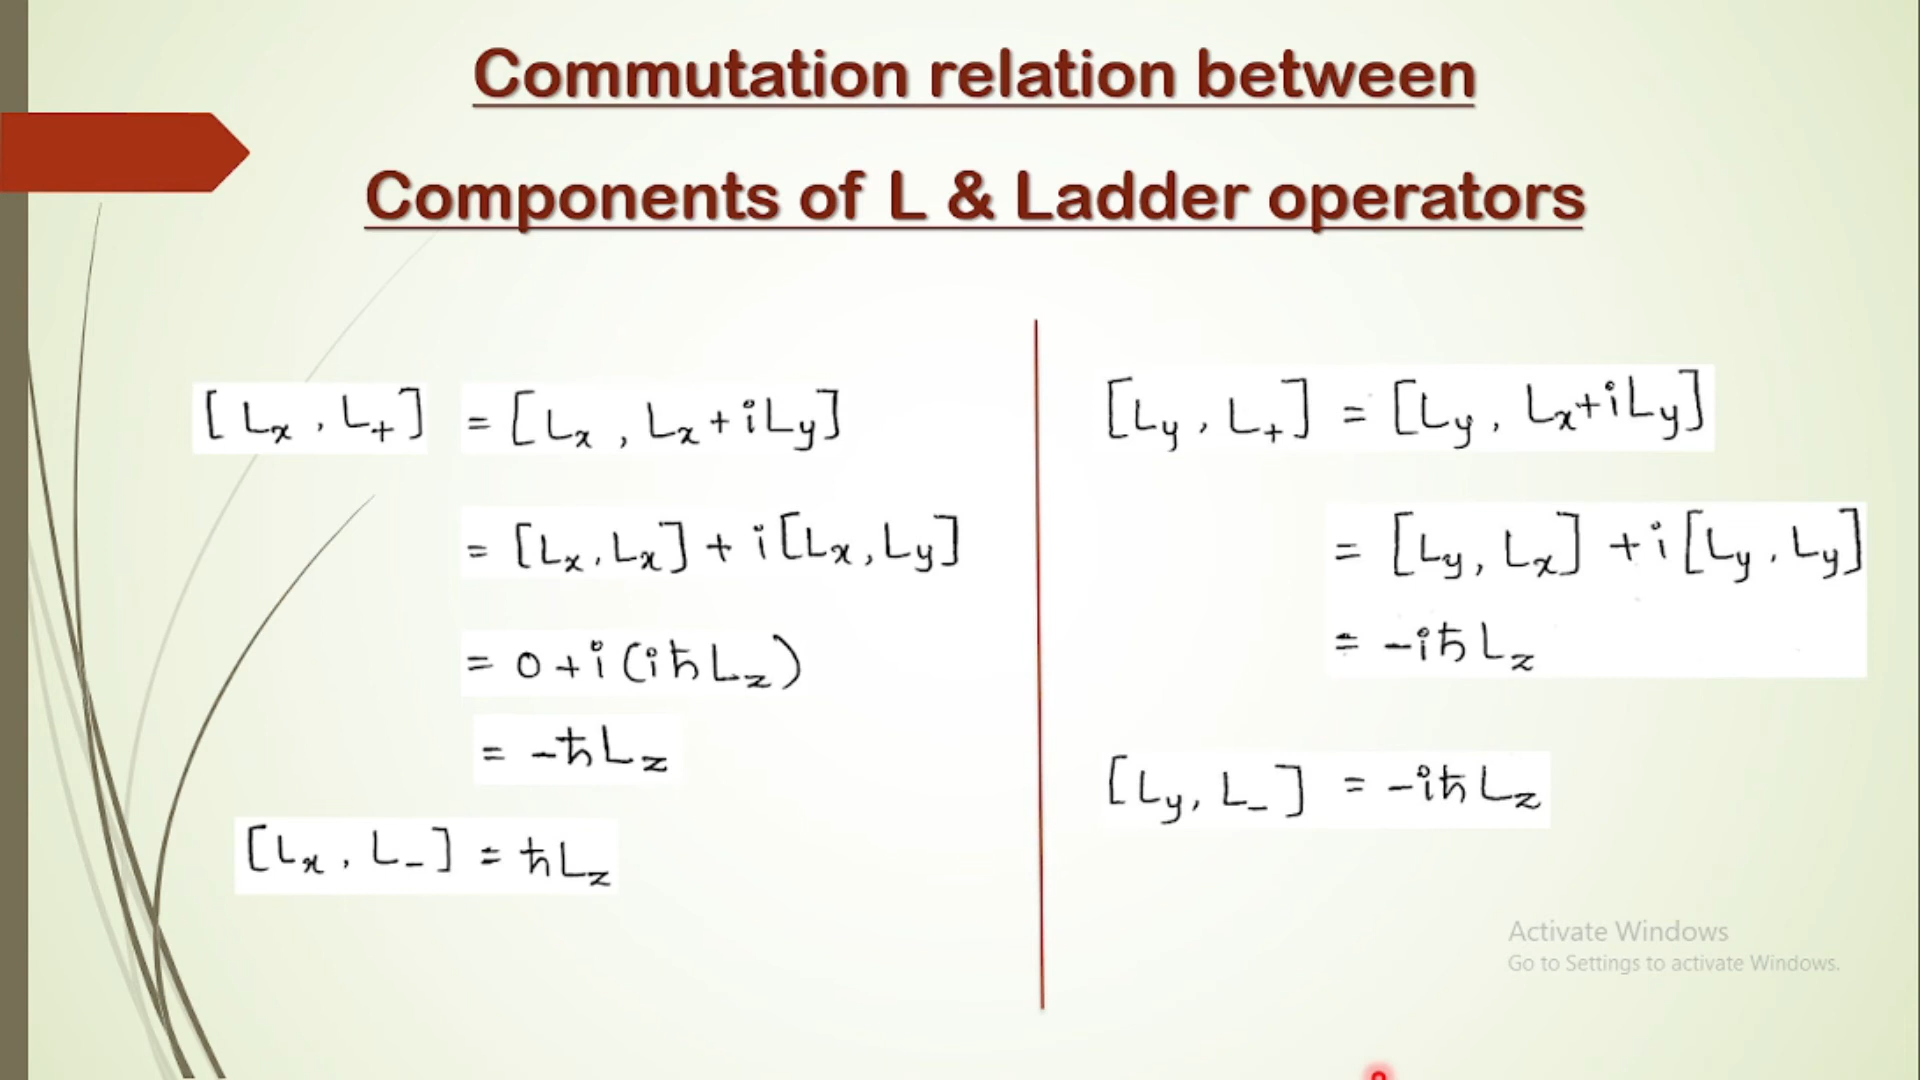 Commutation relation between
Components of L & Ladder operators
[Lx , L+] = [Lx , Lx + iLy]
= [Lx, Lx] + i[Lx, Ly]
= 0 + i(iħLz)
= -ħLz
[Lx, L-] = ħLz
[Ly, L+] = [Ly, Lx+iLy]
= [Ly, Lx] + i[Ly, Ly]
= -iħLz
[Ly, L-] = -iħLz
Activate Windows
Go to Settings to activate Windows.